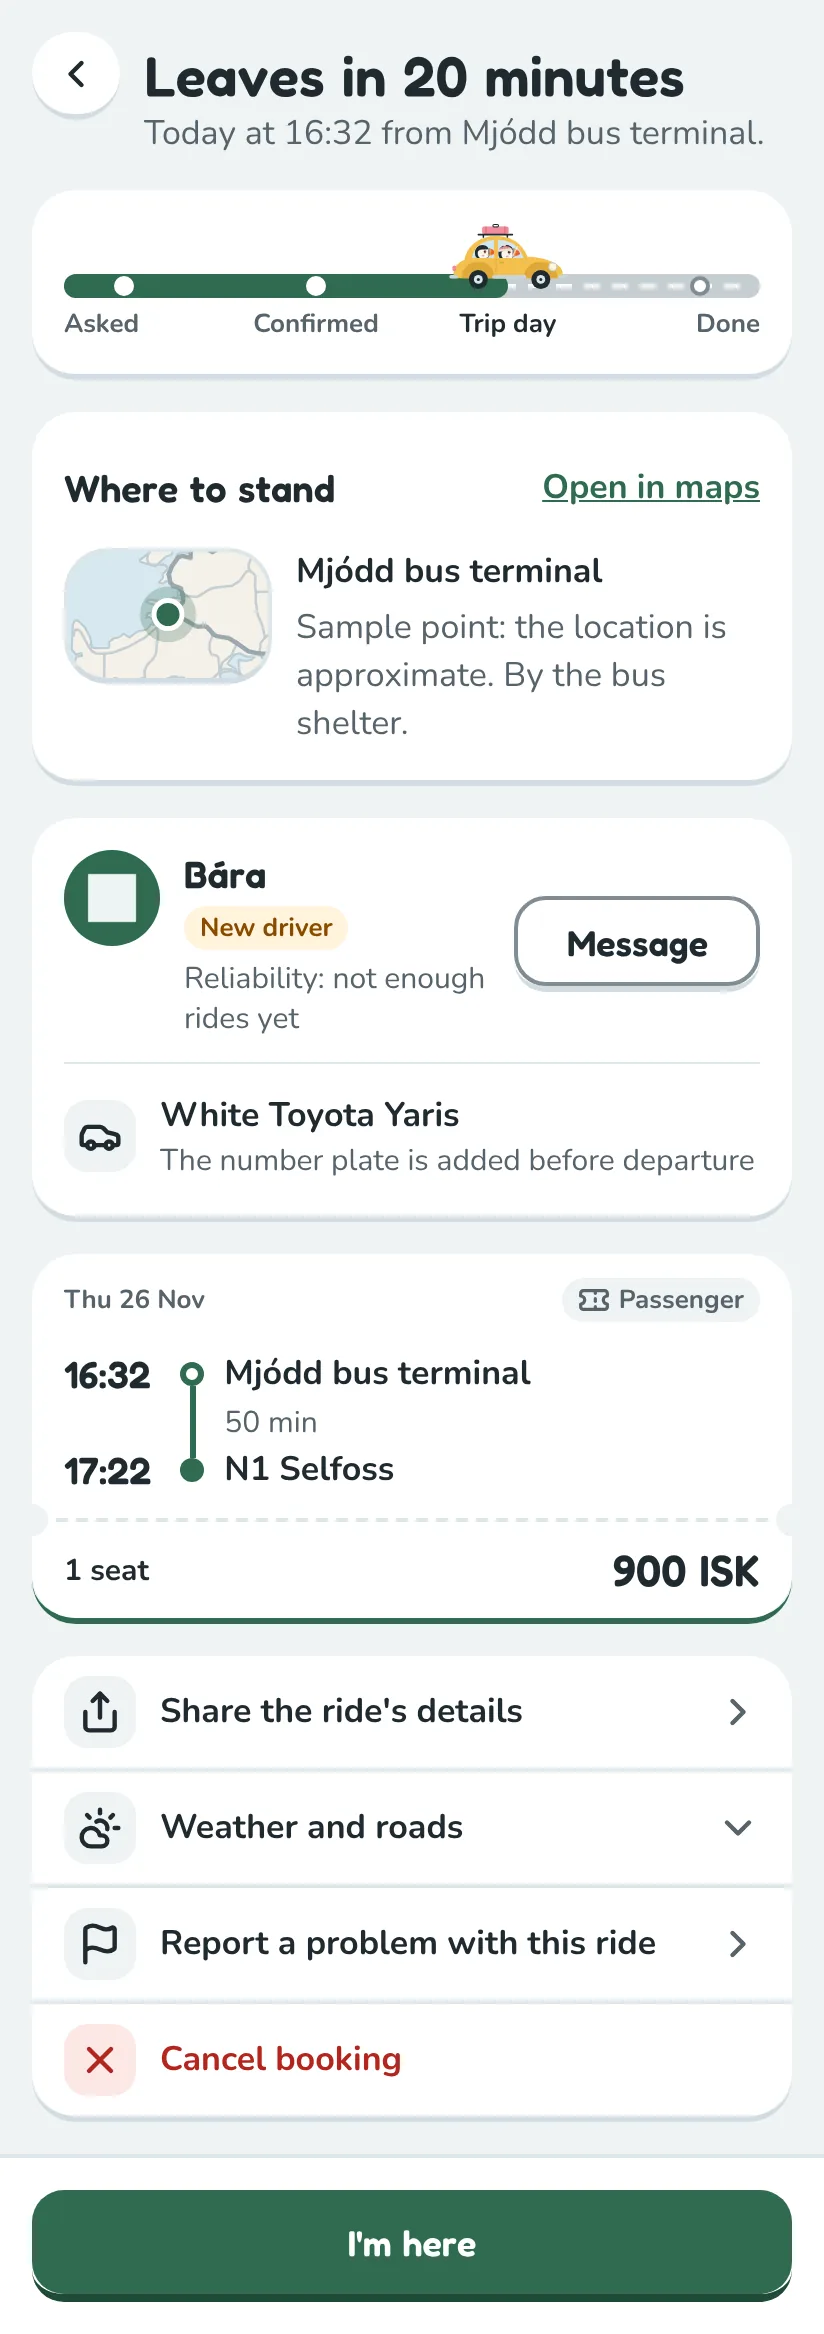 Leaves in 20 minutes
Today at 16:32 from Mjódd bus terminal.
Asked
Confirmed
Trip day
Done
Where to stand
Open in maps
Mjódd bus terminal
Sample point: the location is
approximate. By the bus
shelter.
Bára
New driver
Reliability: not enough
rides yet
Message
White Toyota Yaris
The number plate is added before departure
Thu 26 Nov
Passenger
16:32
Mjódd bus terminal
50 min
17:22
N1 Selfoss
1 seat
900 ISK
Share the ride's details
Weather and roads
Report a problem with this ride
Cancel booking
I'm here